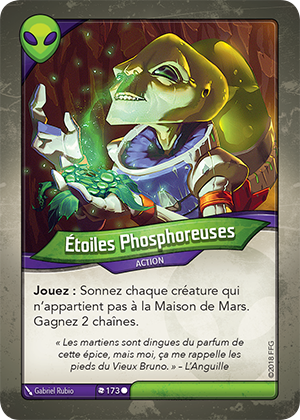 Étoiles Phosphoreuses
ACTION
Jouez : Sonnez chaque créature qui
n'appartient pas à la Maison de Mars.
Gagnez 2 chaînes.
« Les martiens sont dingues du parfum de
cette épice, mais moi, ça me rappelle les
pieds du Vieux Bruno. » – L'Anguille
©2018 FFG
Gabriel Rubio 173